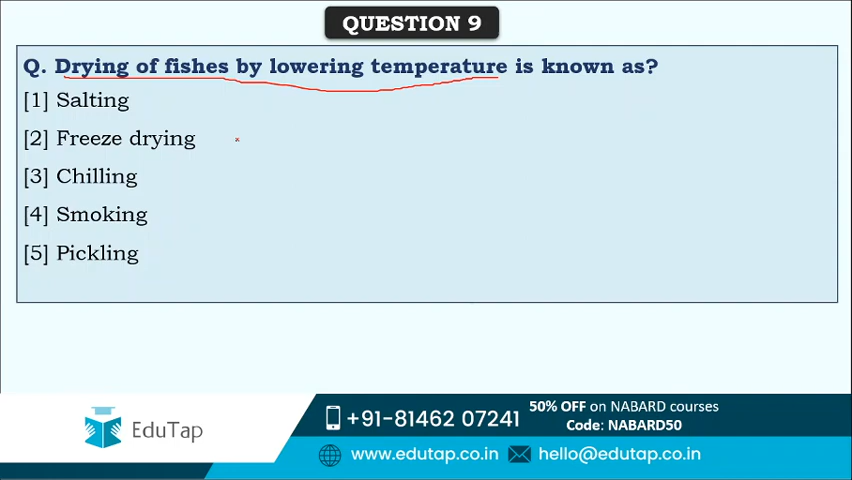 QUESTION 9
Q. Drying of fishes by lowering temperature is known as?
[1] Salting
[2] Freeze drying
[3] Chilling
[4] Smoking
[5] Pickling
EduTap
+91-81462 07241
50% OFF on NABARD courses
Code: NABARD50
www.edutap.co.in
hello@edutap.co.in